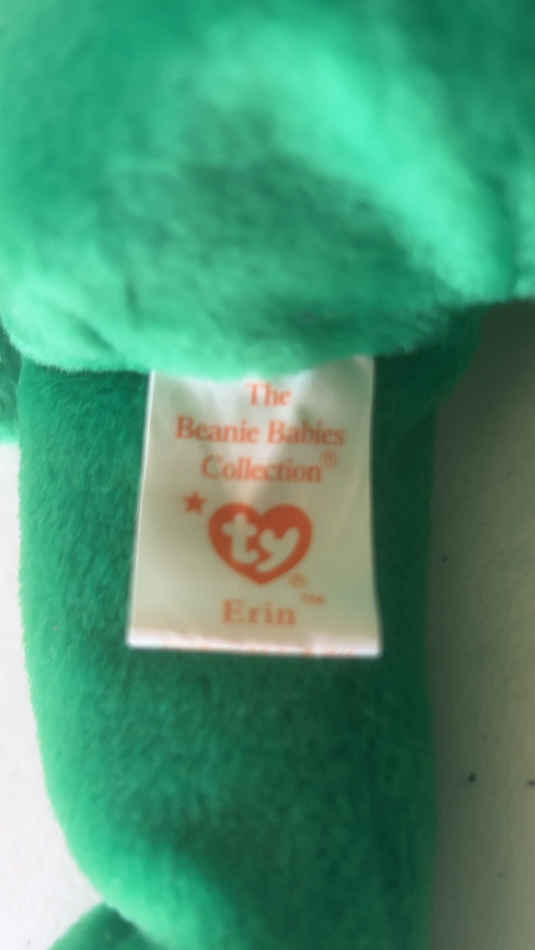 The
Beanie Babies
Collection®
ty®
Erin™